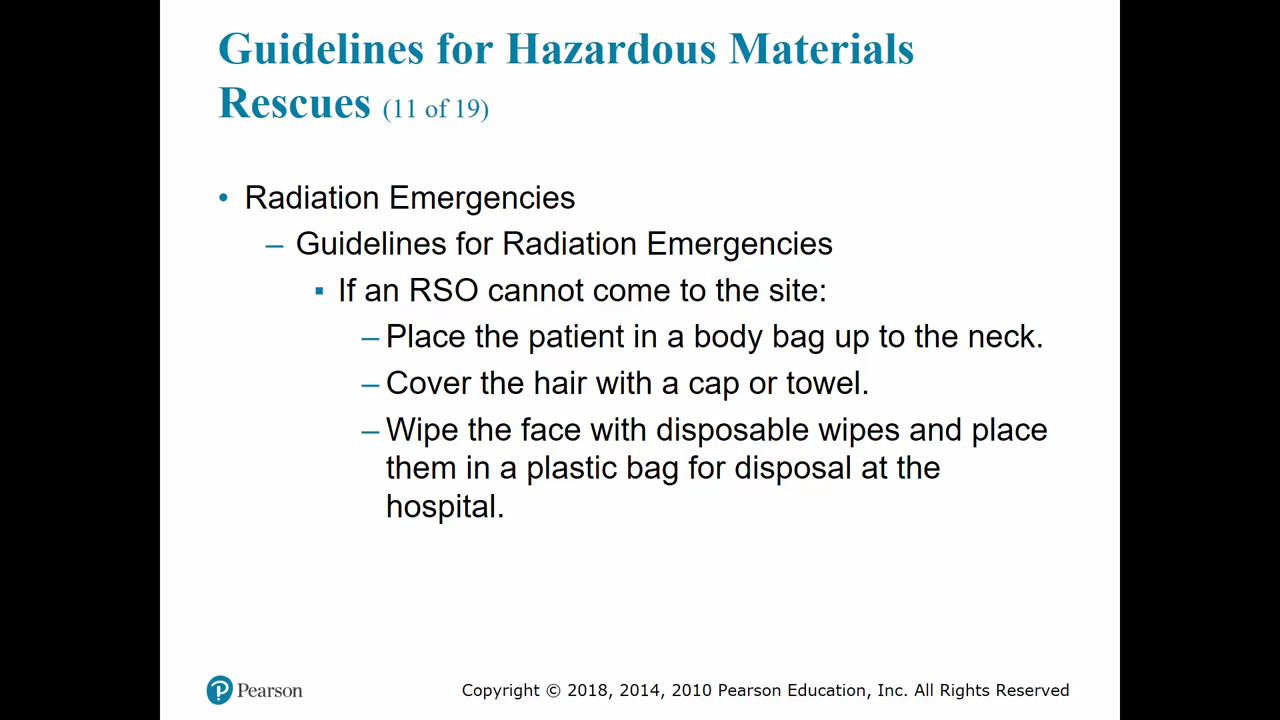 Guidelines for Hazardous Materials
Rescues (11 of 19)
• Radiation Emergencies
– Guidelines for Radiation Emergencies
▪ If an RSO cannot come to the site:
– Place the patient in a body bag up to the neck.
– Cover the hair with a cap or towel.
– Wipe the face with disposable wipes and place
them in a plastic bag for disposal at the
hospital.
P Pearson
Copyright © 2018, 2014, 2010 Pearson Education, Inc. All Rights Reserved